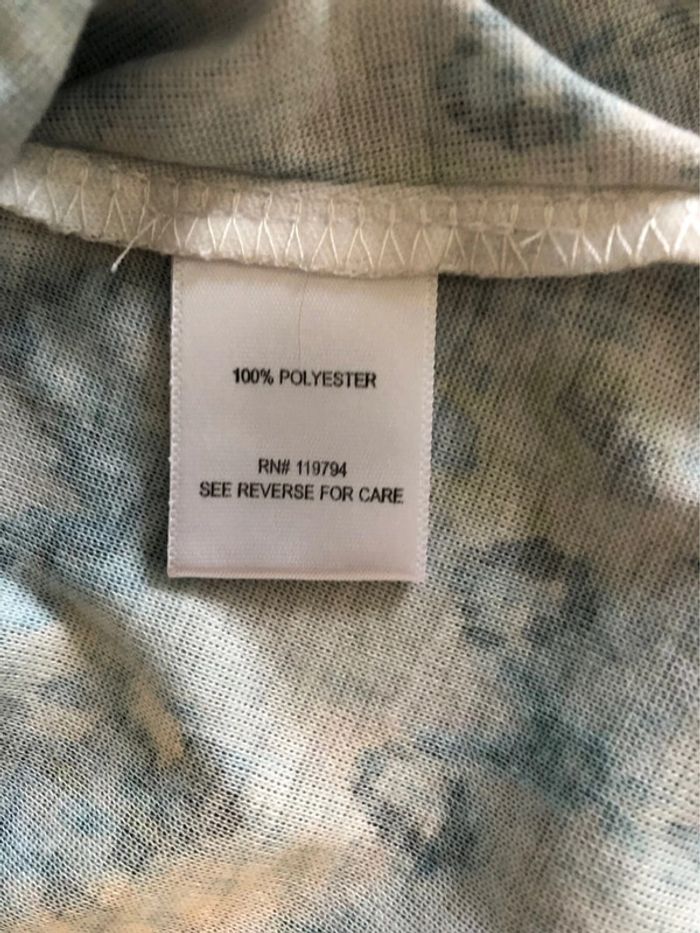 100% POLYESTER
RN# 119794
SEE REVERSE FOR CARE